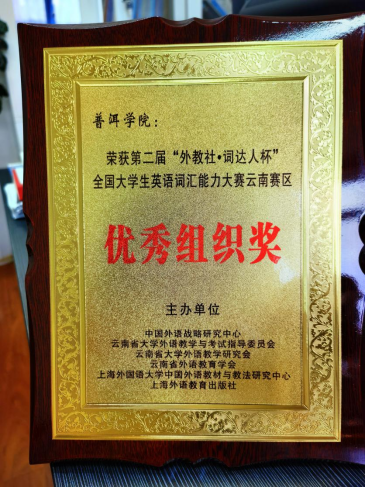 普洱学院：
荣获第二届“外教社·词达人杯”
全国大学生英语词汇能力大赛云南赛区
优秀组织奖
主办单位
中国外语战略研究中心
云南省大学外语教学与考试指导委员会
云南省大学外语教学研究会
云南省外语教育学会
上海外国语大学中国外语教材与教法研究中心
上海外语教育出版社